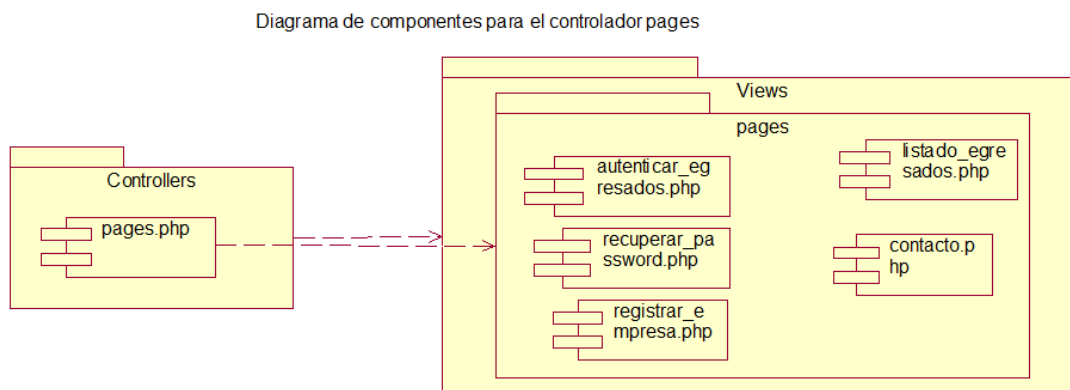 Diagrama de componentes para el controlador pages
Views
pages
Controllers
pages.php
autenticar_eg
resados.php
recuperar_pa
ssword.php
registrar_e
mpresa.php
listado_egre
sados.php
contacto.p
hp